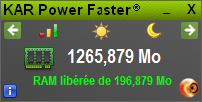 KAR Power Faster® _ X
1265,879 Mo
RAM libérée de 196,879 Mo